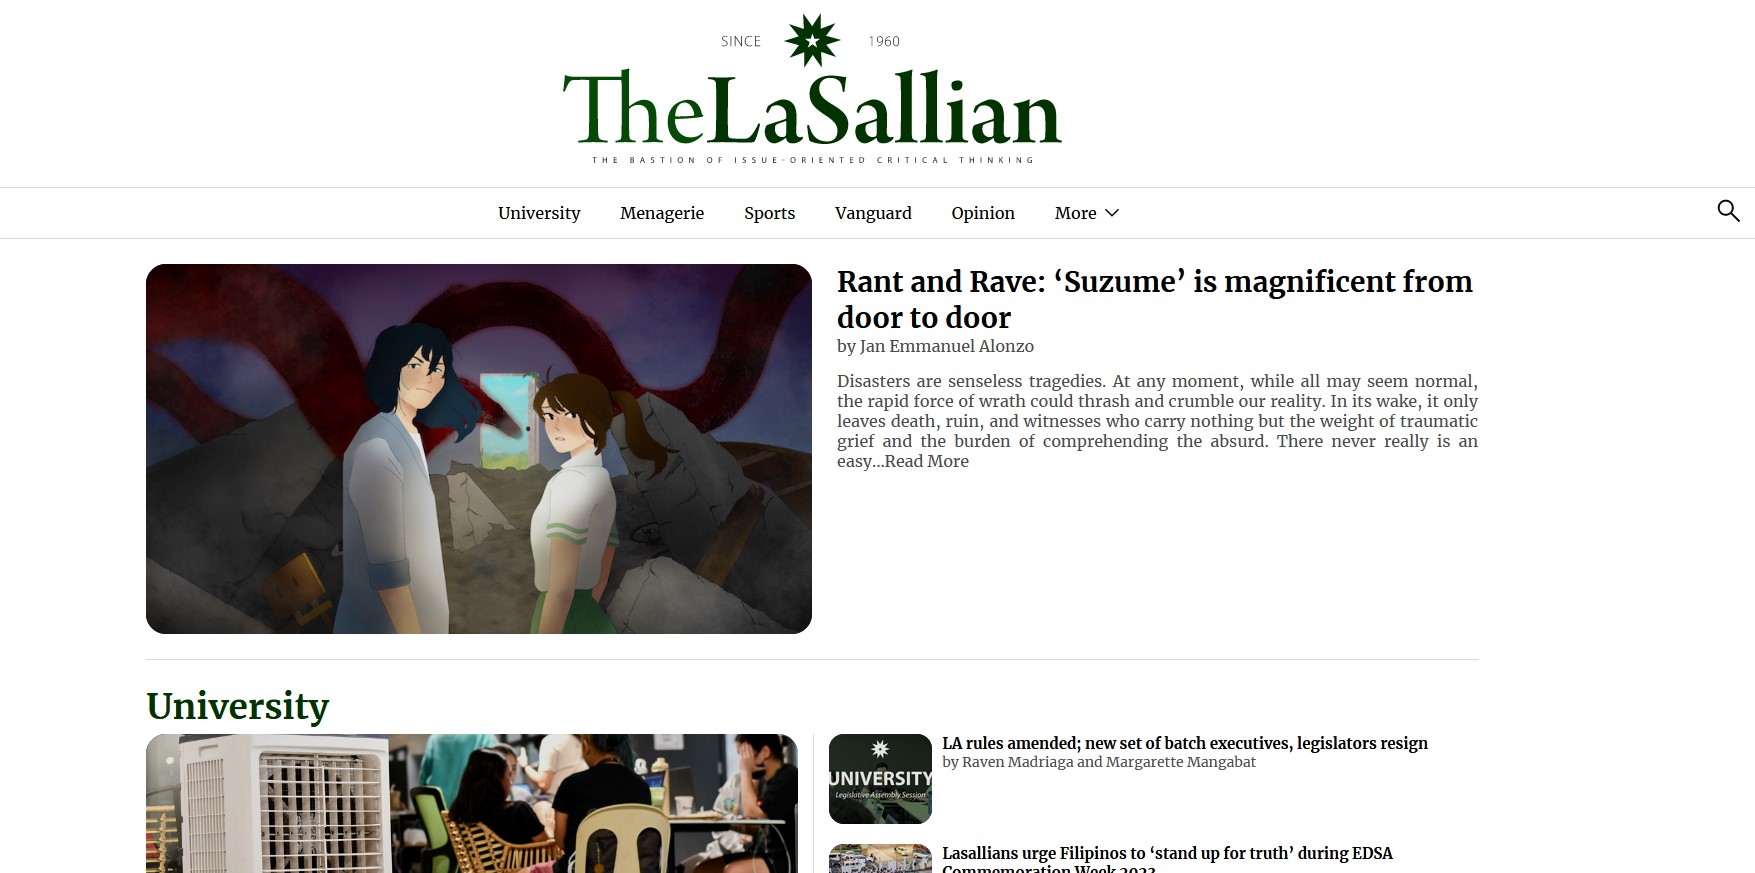 SINCE 1960
TheLaSallian
THE BASTION OF ISSUE-ORIENTED CRITICAL THINKING
University Menagerie Sports Vanguard Opinion More
Rant and Rave: ‘Suzume’ is magnificent from
door to door
by Jan Emmanuel Alonzo
Disasters are senseless tragedies. At any moment, while all may seem normal,
the rapid force of wrath could thrash and crumble our reality. In its wake, it only
leaves death, ruin, and witnesses who carry nothing but the weight of traumatic
grief and the burden of comprehending the absurd. There never really is an
easy...Read More
University
UNIVERSITY
Legislative Assembly Session
LA rules amended; new set of batch executives, legislators resign
by Raven Madriaga and Margarette Mangabat
Lasallians urge Filipinos to ‘stand up for truth’ during EDSA
Commemoration Week 2023